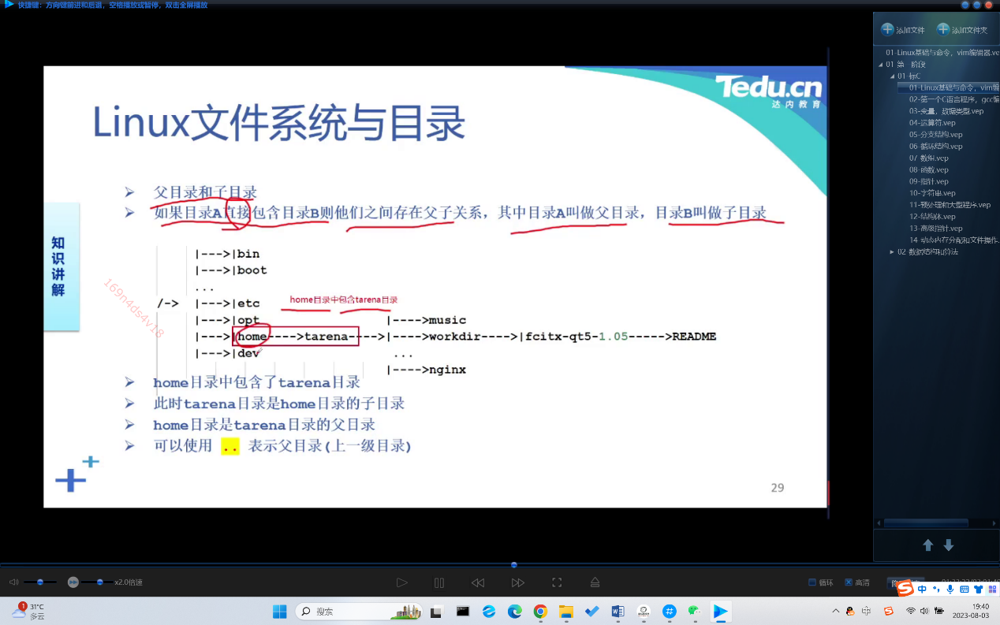 快捷键：方向键前进和后退，空格播放或暂停，双击全屏播放
添加文件 添加文件夹
01-Linux基础与命令，vim编辑器.ve
01 第一阶段
01-标C
01-Linux基础与命令，vim编
02-第一个C语言程序，gcc编
03-变量，数据类型.vep
04-运算符.vep
05-分支结构.vep
06-循环结构.vep
07-数组.vep
08-函数.vep
09-指针.vep
10-字符串.vep
11-预处理和大型程序.vep
12-结构体.vep
13-高级指针.vep
14-动态内存分配和文件操作.
02-数据结构和算法
Tedu.cn
达内教育
Linux文件系统与目录
知识讲解
父目录和子目录
如果目录A直接包含目录B则他们之间存在父子关系，其中目录A叫做父目录，目录B叫做子目录
|--->|bin
|--->|boot
...
/-> |--->|etc home目录中包含tarena目录
|--->|opt |---->music
|--->|home---->tarena---->|---->workdir---->|fcitx-qt5-1.05----->README
|--->|dev ...
|---->nginx
169n4ds4v18
home目录中包含了tarena目录
此时tarena目录是home目录的子目录
home目录是tarena目录的父目录
可以使用 .. 表示父目录(上一级目录)
29
x2.0倍速
循环 高清
中
31°C
多云
1
搜索
中
19:40
2023-08-03